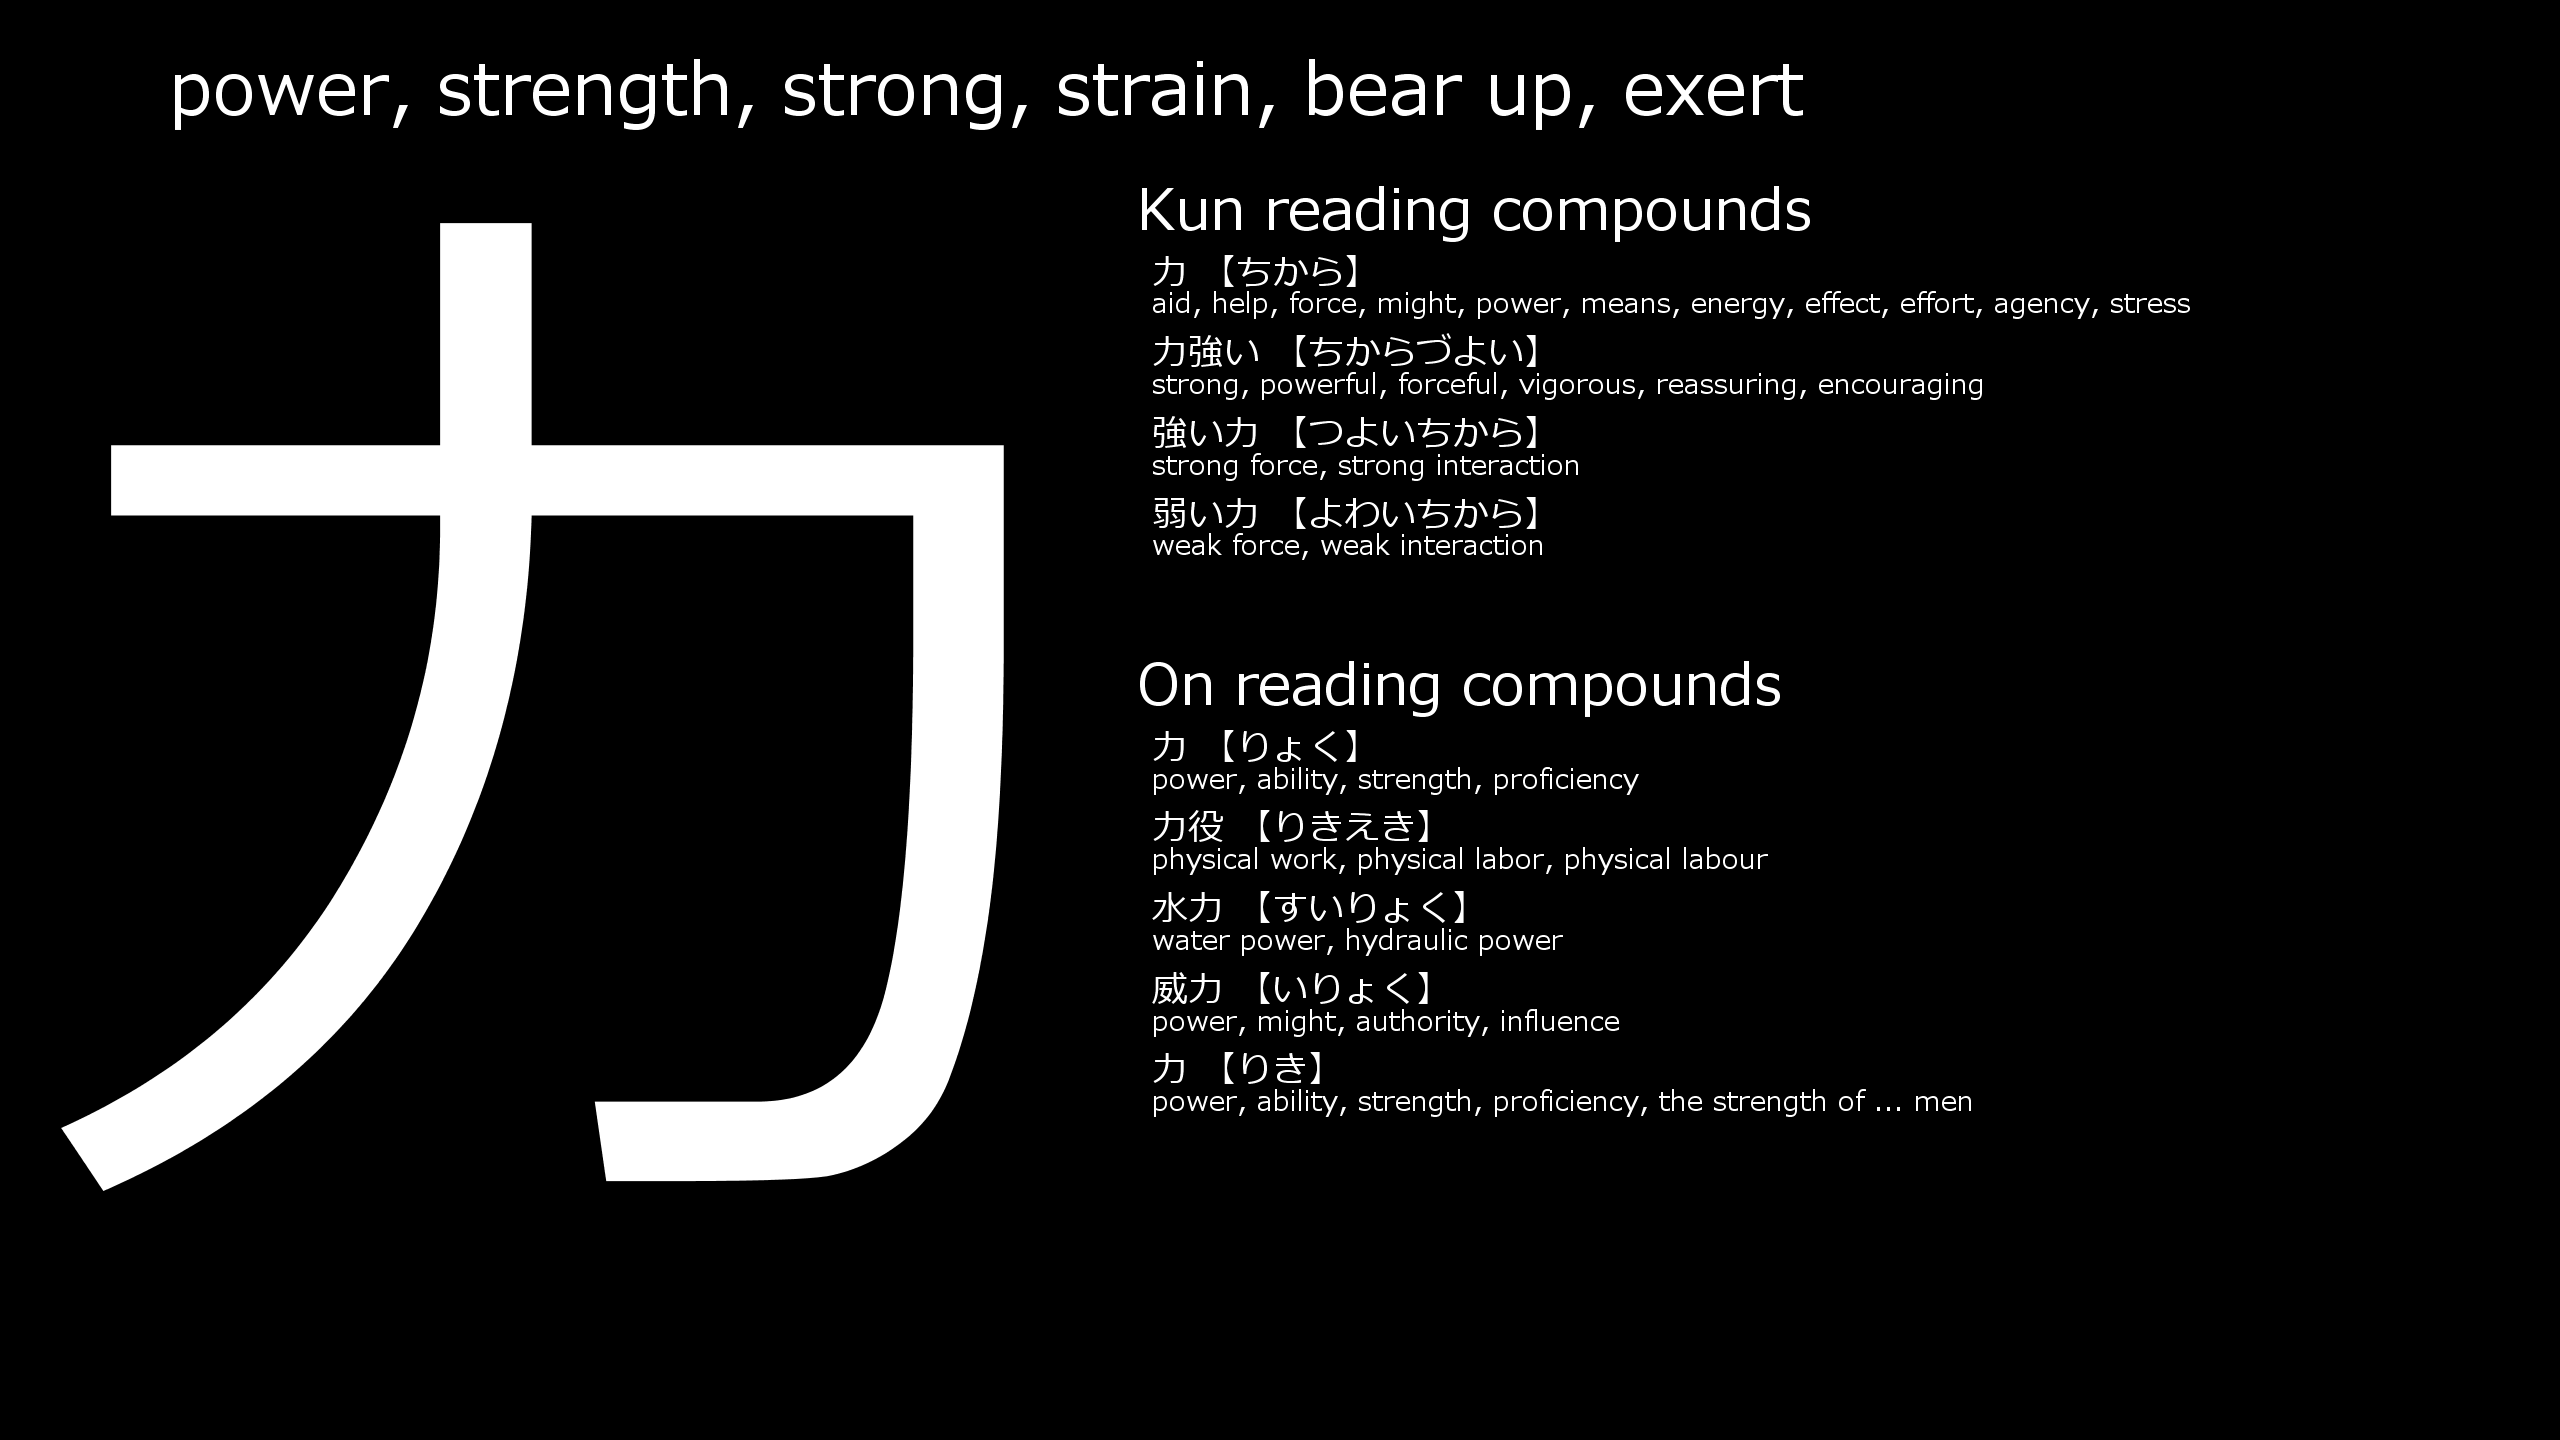 power, strength, strong, strain, bear up, exert
力
Kun reading compounds
力 【ちから】
aid, help, force, might, power, means, energy, effect, effort, agency, stress
力強い 【ちからづよい】
strong, powerful, forceful, vigorous, reassuring, encouraging
強い力 【つよいちから】
strong force, strong interaction
弱い力 【よわいちから】
weak force, weak interaction
On reading compounds
力 【りょく】
power, ability, strength, proficiency
力役 【りきえき】
physical work, physical labor, physical labour
水力 【すいりょく】
water power, hydraulic power
威力 【いりょく】
power, might, authority, influence
力 【りき】
power, ability, strength, proficiency, the strength of ... men